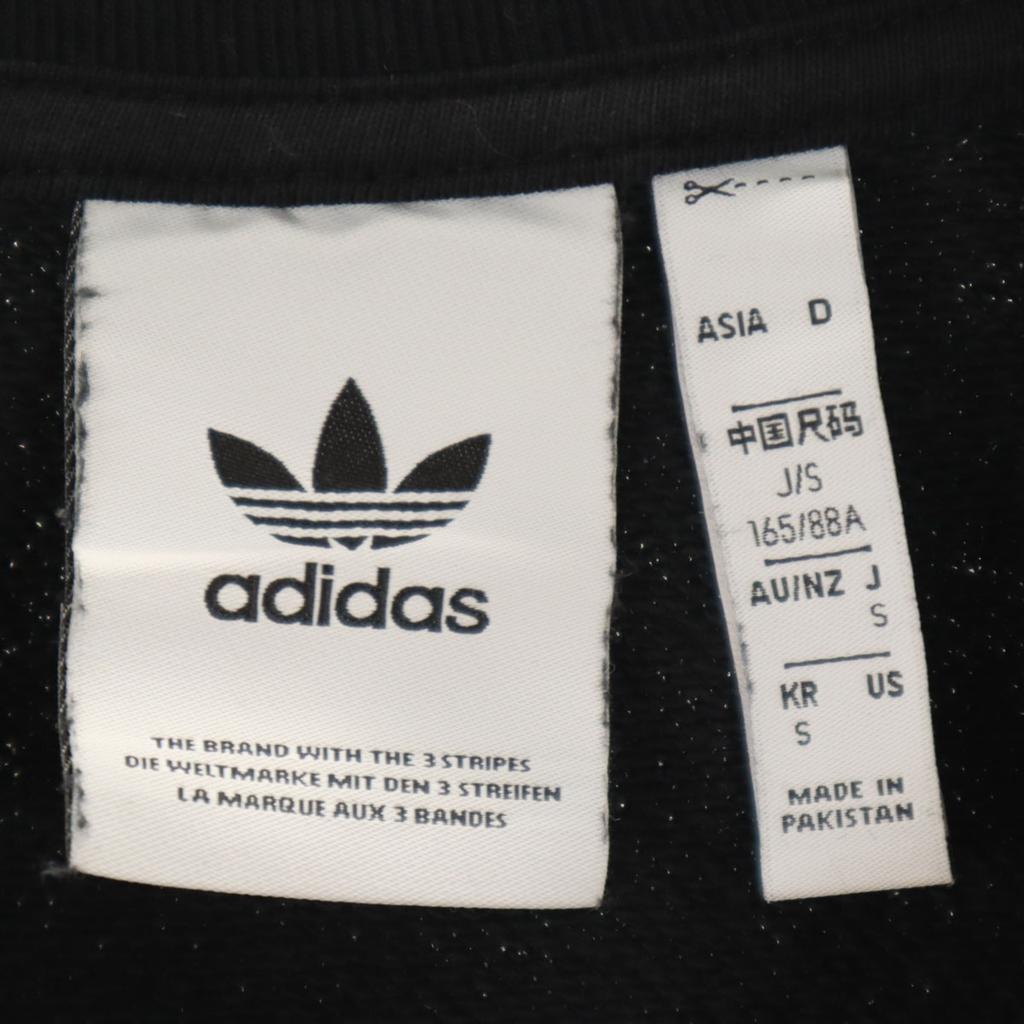 adidas
THE BRAND WITH THE 3 STRIPES
DIE WELTMARKE MIT DEN 3 STREIFEN
LA MARQUE AUX 3 BANDES
ASIA D
中国尺码
J/S
165/88A
AU/NZ J
S
KR US
S
MADE IN
PAKISTAN